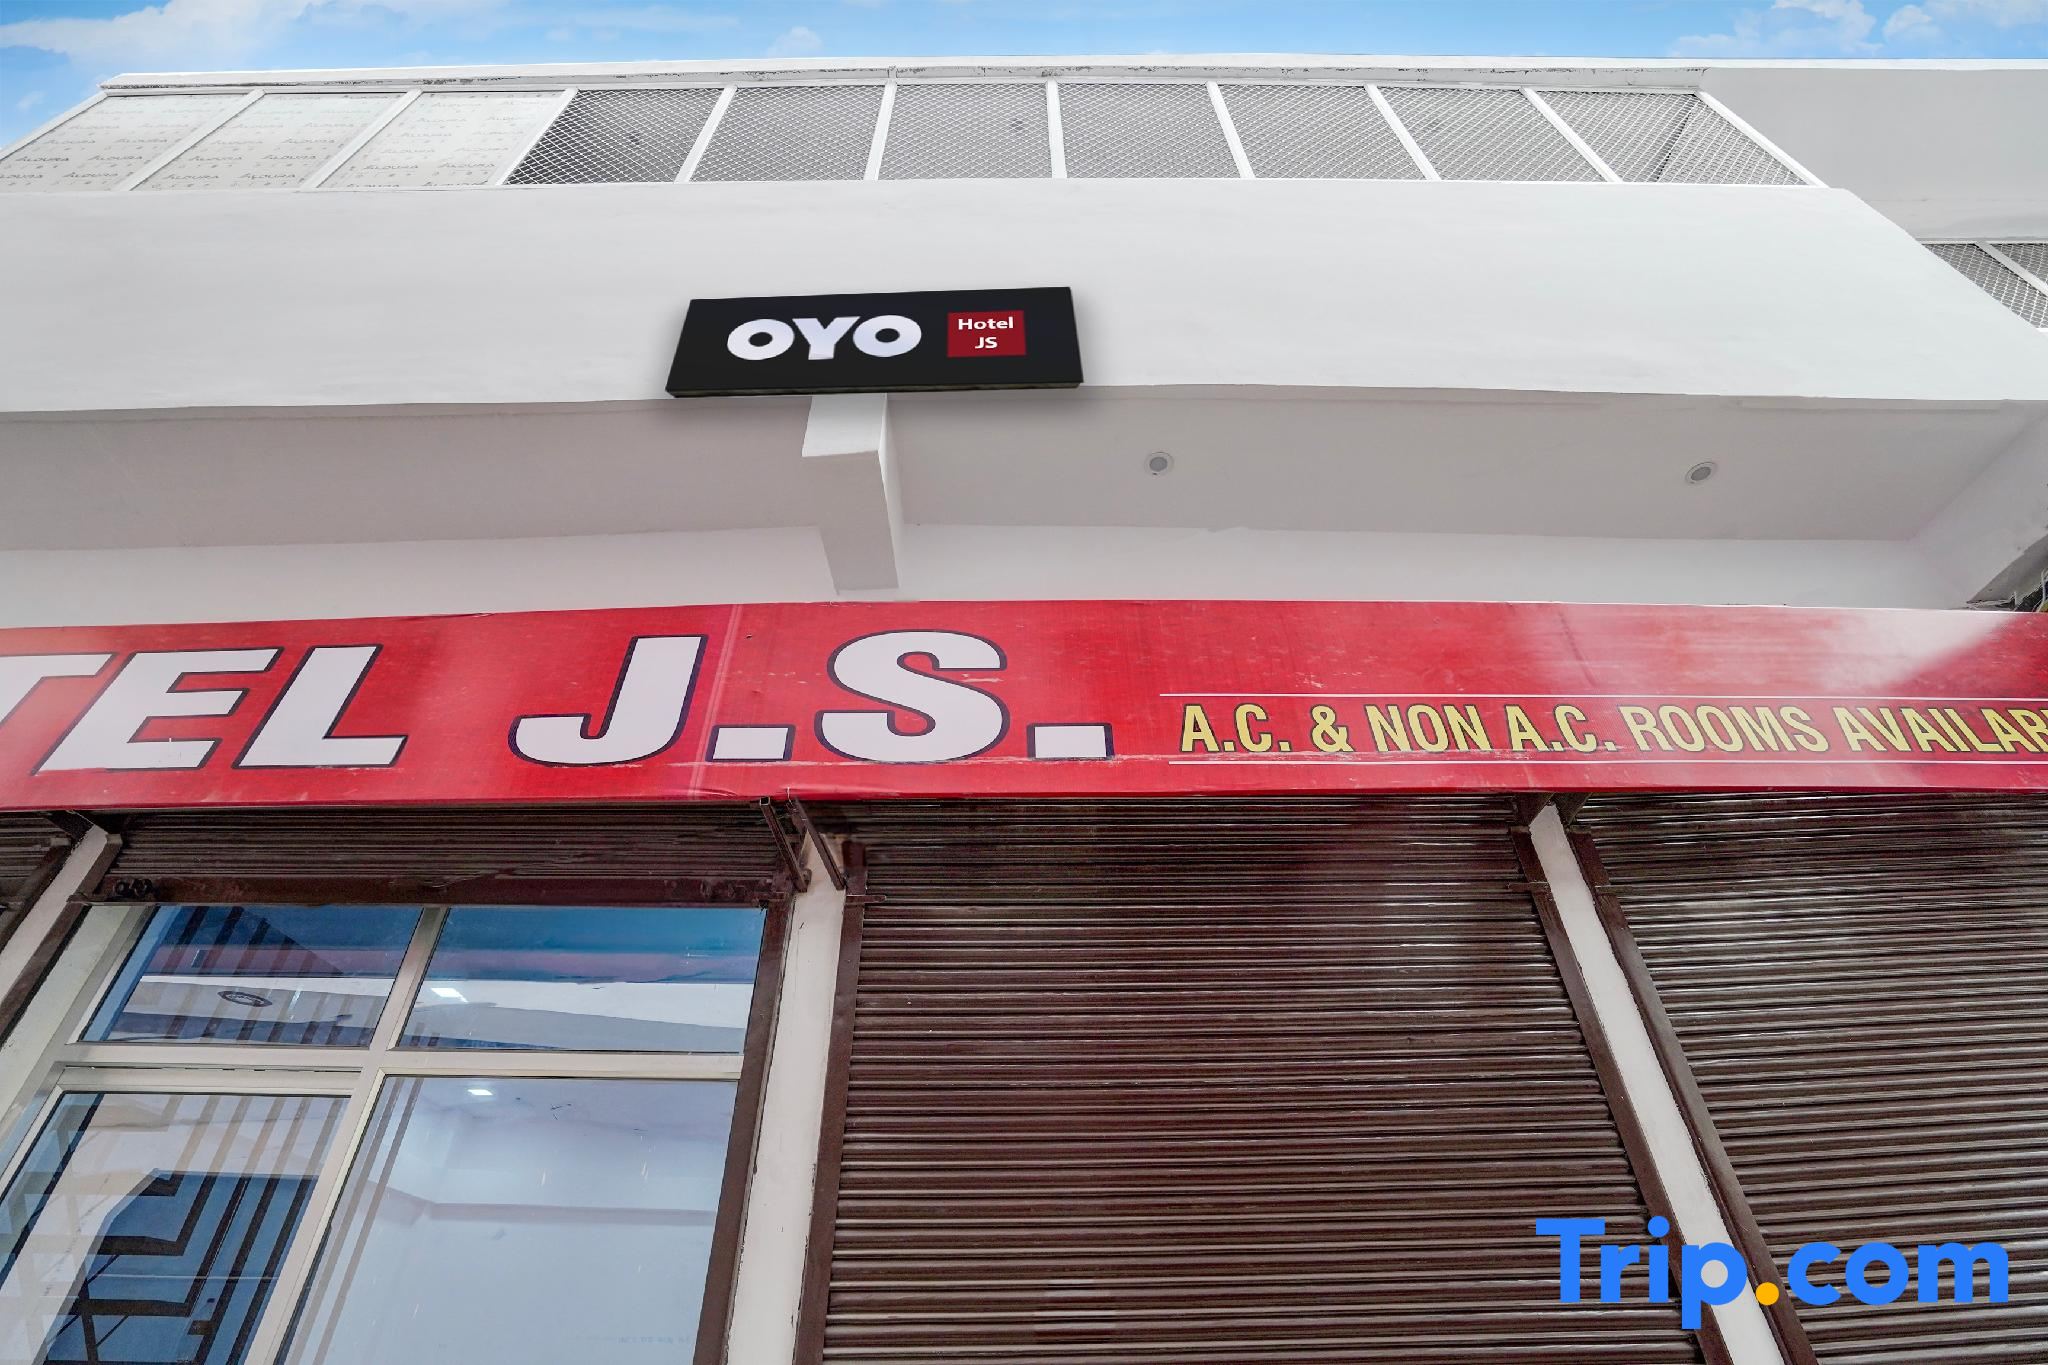 OYO
Hotel
JS
TEL J.S.
A.C. & NON A.C. ROOMS AVAILAB
Trip.com